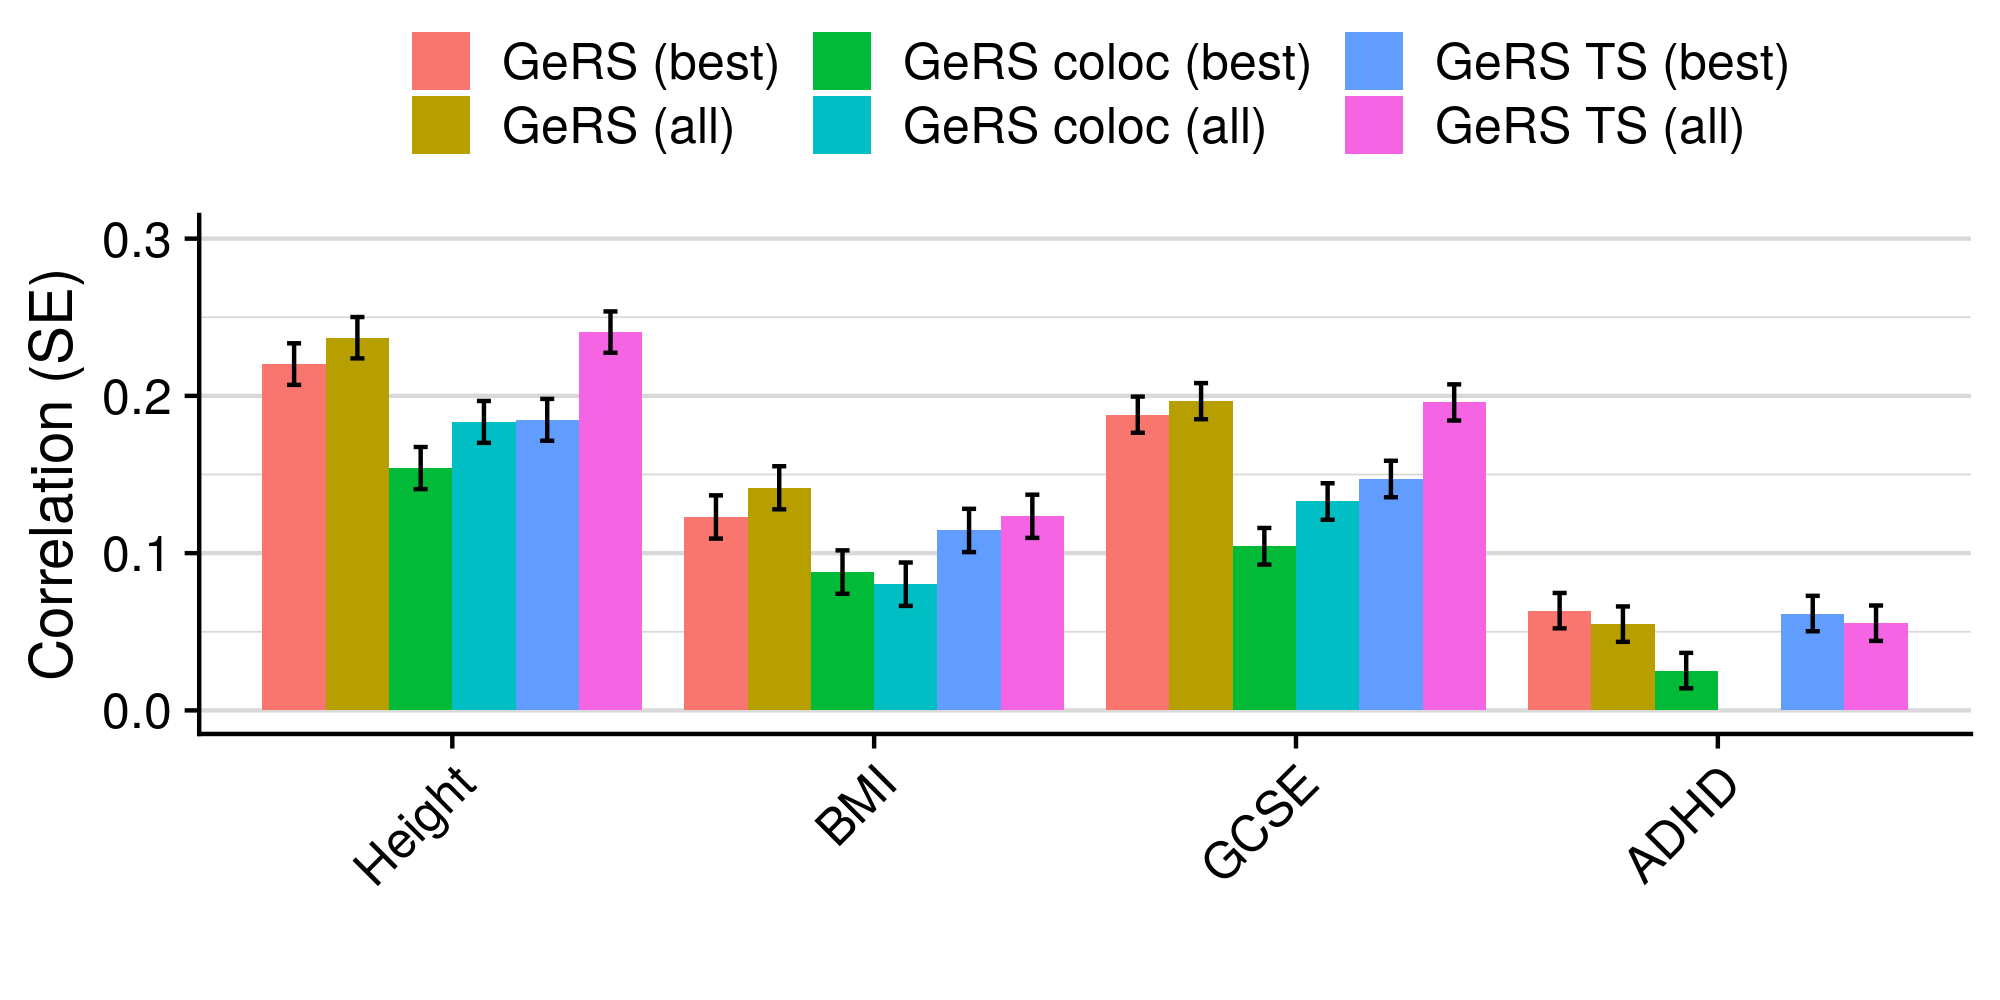 GeRS (best) GeRS coloc (best) GeRS TS (best)
GeRS (all) GeRS coloc (all) GeRS TS (all)
Correlation (SE)
0.3
0.2
0.1
0.0
Height BMI GCSE ADHD